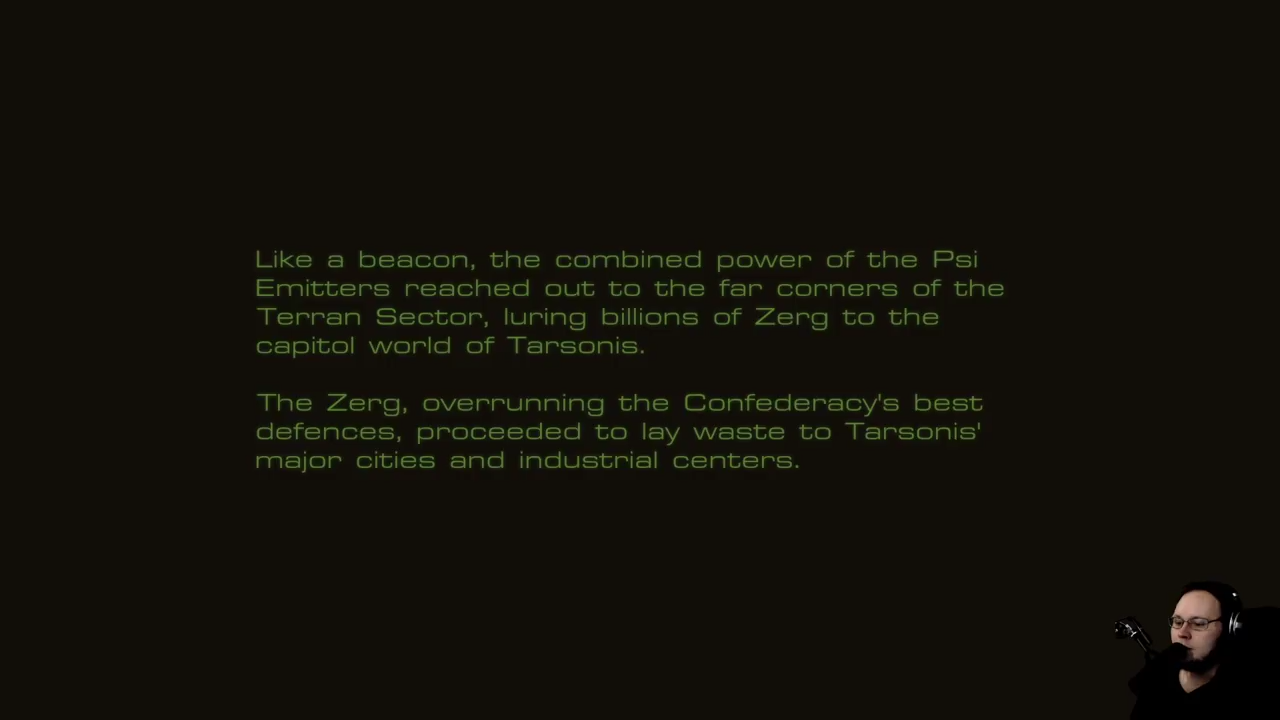 Like a beacon, the combined power of the Psi
Emitters reached out to the far corners of the
Terran Sector, luring billions of Zerg to the
capitol world of Tarsonis.
The Zerg, overrunning the Confederacy's best
defences, proceeded to lay waste to Tarsonis'
major cities and industrial centers.